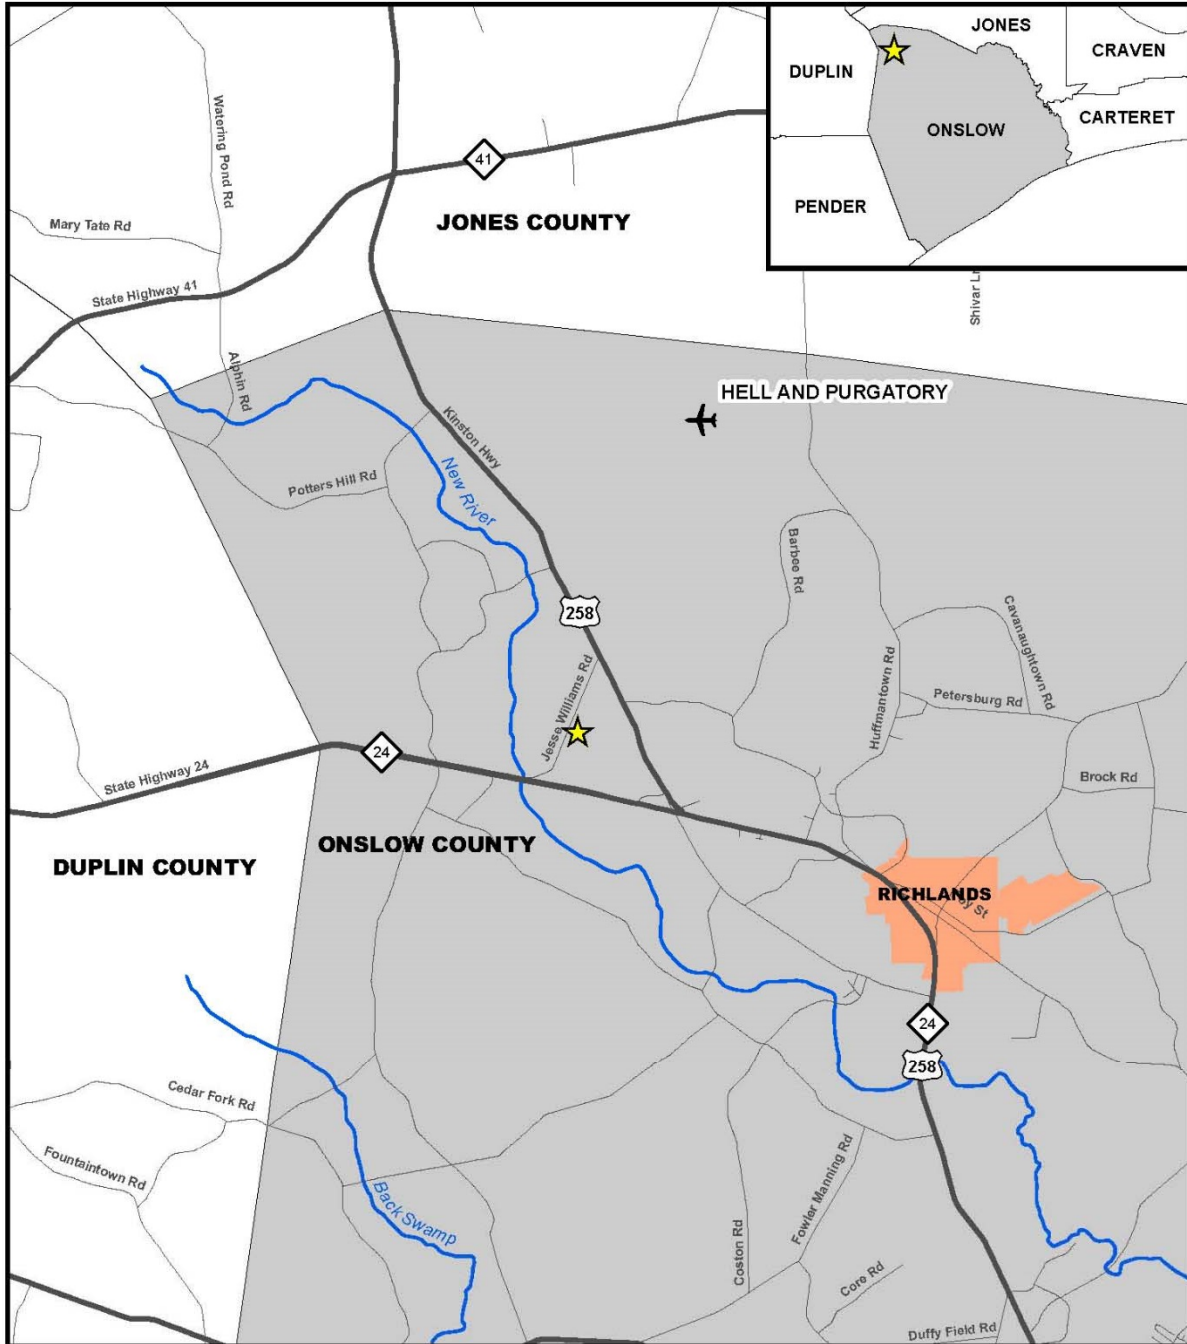 JONES
CRAVEN
DUPLIN
CARTERET
ONSLOW
PENDER
Watering Pond Rd
41
JONES COUNTY
Mary Tate Rd
Shivar Ln
State Highway 41
Alphin Rd
HELL AND PURGATORY
Kinston Hwy
New River
Potters Hill Rd
Barbee Rd
258
Cavanaughtown Rd
Jesse Williams Rd
Huffmantown Rd
Petersburg Rd
24
State Highway 24
Brock Rd
ONSLOW COUNTY
DUPLIN COUNTY
RICHLANDS
St
24
258
Cedar Fork Rd
Fountaintown Rd
Back Swamp
Fowler Manning Rd
Coston Rd
Core Rd
Duffy Field Rd